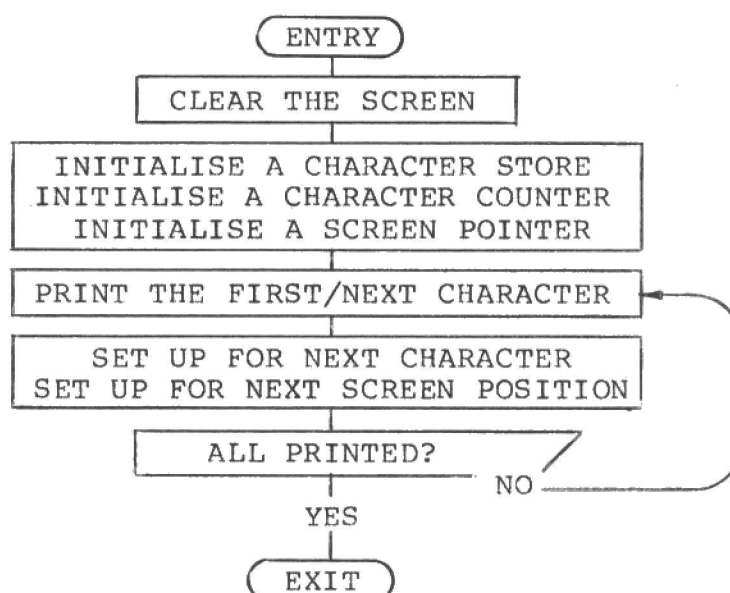 ENTRY
CLEAR THE SCREEN
INITIALISE A CHARACTER STORE
INITIALISE A CHARACTER COUNTER
INITIALISE A SCREEN POINTER
PRINT THE FIRST/NEXT CHARACTER
SET UP FOR NEXT CHARACTER
SET UP FOR NEXT SCREEN POSITION
ALL PRINTED?
NO
YES
EXIT